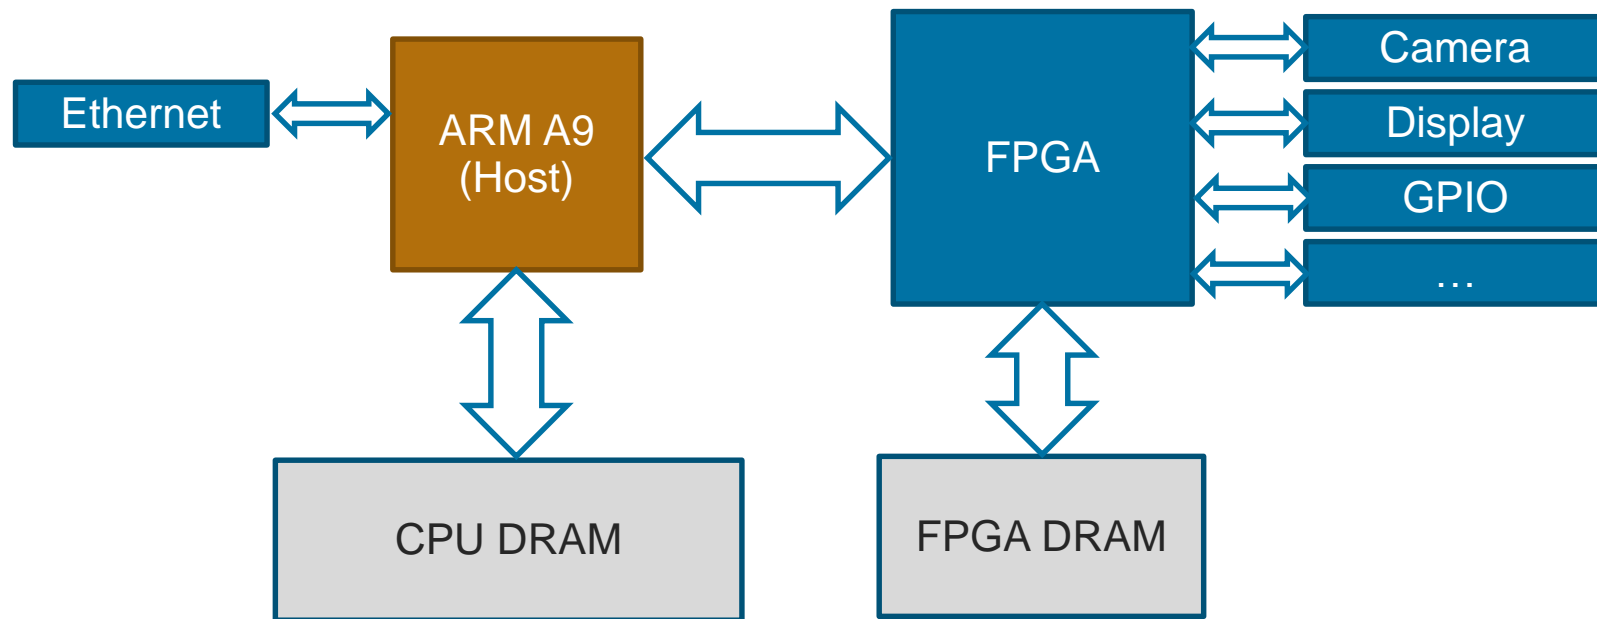 Ethernet
ARM A9
(Host)
FPGA
Camera
Display
GPIO
…
CPU DRAM
FPGA DRAM